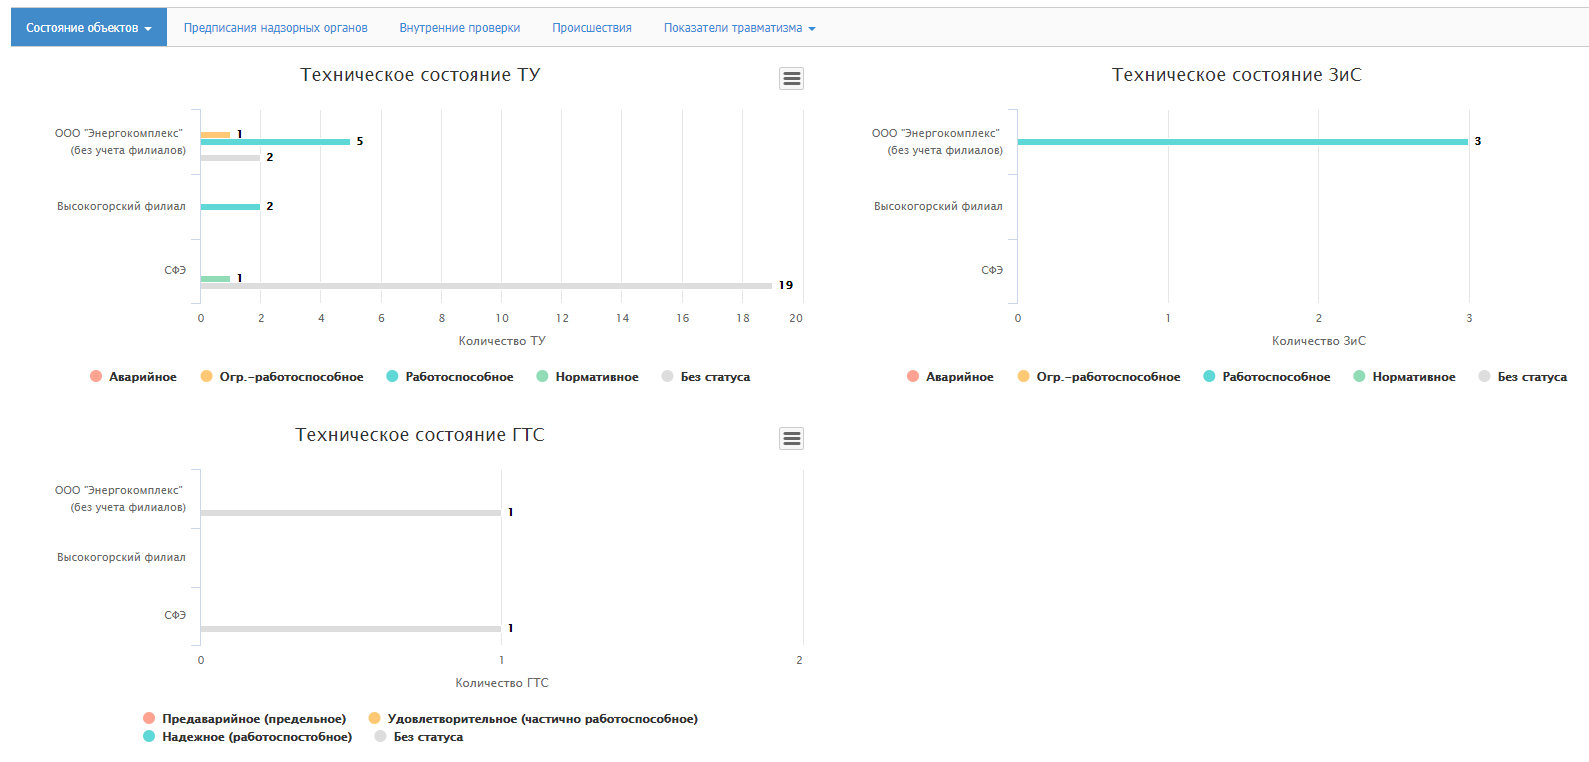 Состояние объектов
Предписания надзорных органов
Внутренние проверки
Происшествия
Показатели травматизма
Техническое состояние ТУ
ООО "Энергокомплекс"
(без учета филиалов)
Высокогорский филиал
СФЭ
1
5
2
2
1
19
0 2 4 6 8 10 12 14 16 18 20
Количество ТУ
Аварийное Огр.-работоспособное Работоспособное Нормативное Без статуса
Техническое состояние ЗиС
ООО "Энергокомплекс"
(без учета филиалов)
Высокогорский филиал
СФЭ
3
0 1 2 3
Количество ЗиС
Аварийное Огр.-работоспособное Работоспособное Нормативное Без статуса
Техническое состояние ГТС
ООО "Энергокомплекс"
(без учета филиалов)
Высокогорский филиал
СФЭ
1
1
0 1 2
Количество ГТС
Предаварийное (предельное) Удовлетворительное (частично работоспособное)
Надежное (работоспостобное) Без статуса